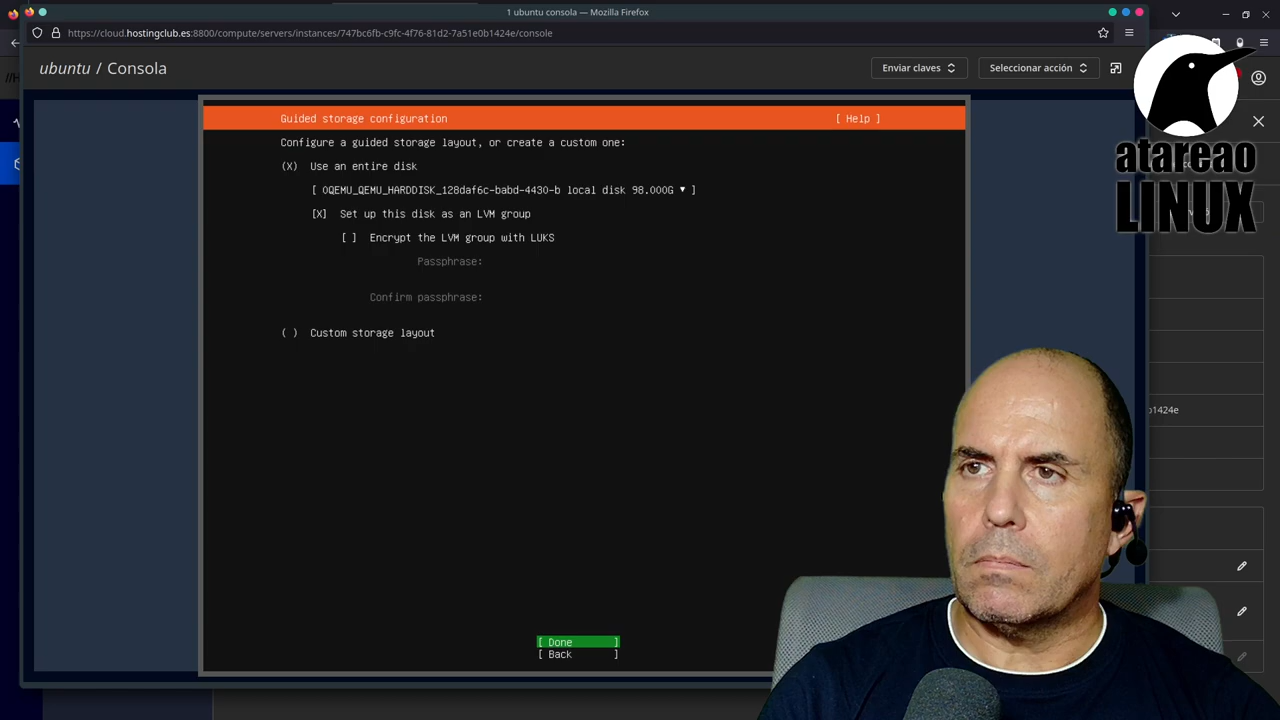 1 ubuntu consola — Mozilla Firefox
https://cloud.hostingclub.es:8800/compute/servers/instances/747bc6fb-c9fc-4f76-81d2-7a51e0b1424e/console
ubuntu / Consola
Enviar claves
Seleccionar acción
atareao
LINUX
Guided storage configuration [ Help ]
Configure a guided storage layout, or create a custom one:
(X) Use an entire disk
[ 0QEMU_QEMU_HARDDISK_128daf6c-babd-4430-b local disk 98.000G ▾ ]
[X] Set up this disk as an LVM group
[ ] Encrypt the LVM group with LUKS
Passphrase:
Confirm passphrase:
( ) Custom storage layout
b1424e
[ Done ]
[ Back ]